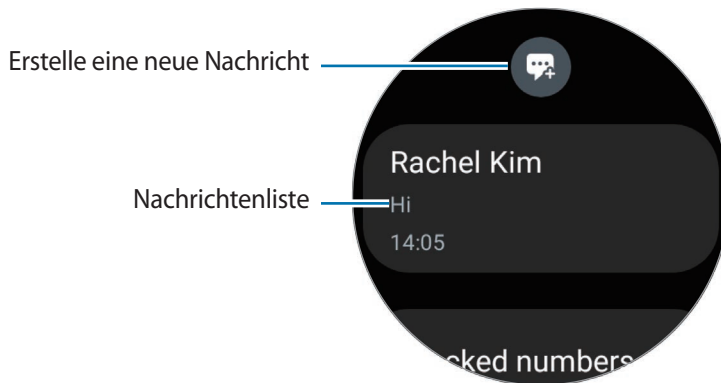 Erstelle eine neue Nachricht
Rachel Kim
Nachrichtenliste
Hi
14:05
cked numbers